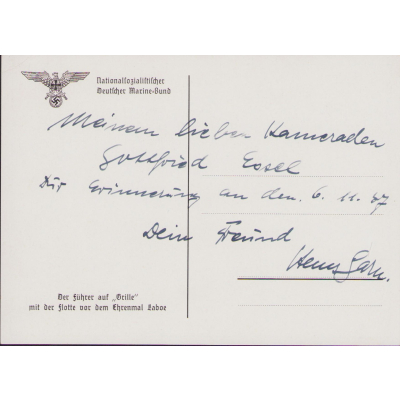 Nationalsozialistischer
Deutscher Marine-Bund
Meinem lieben Kameraden
Gottfried Essel
Zur Erinnerung an den 6. 11. 37
Dein Freund
Der Führer auf „Grille"
mit der Flotte vor dem Ehrenmal Laboe